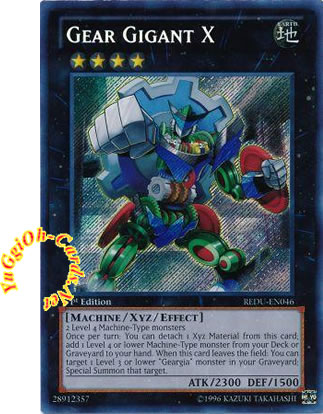 GEAR GIGANT X
EARTH
地
YuGgiOh-Cards.Net
1st Edition
REDU-EN046
[MACHINE/XYZ/EFFECT]
2 Level 4 Machine-Type monsters
Once per turn: You can detach 1 Xyz Material from this card;
add 1 Level 4 or lower Machine-Type monster from your Deck or
Graveyard to your hand. When this card leaves the field: You can
target 1 Level 3 or lower "Geargia" monster in your Graveyard;
Special Summon that target.
ATK/2300 DEF/1500
28912357
©1996 KAZUKI TAKAHASHI